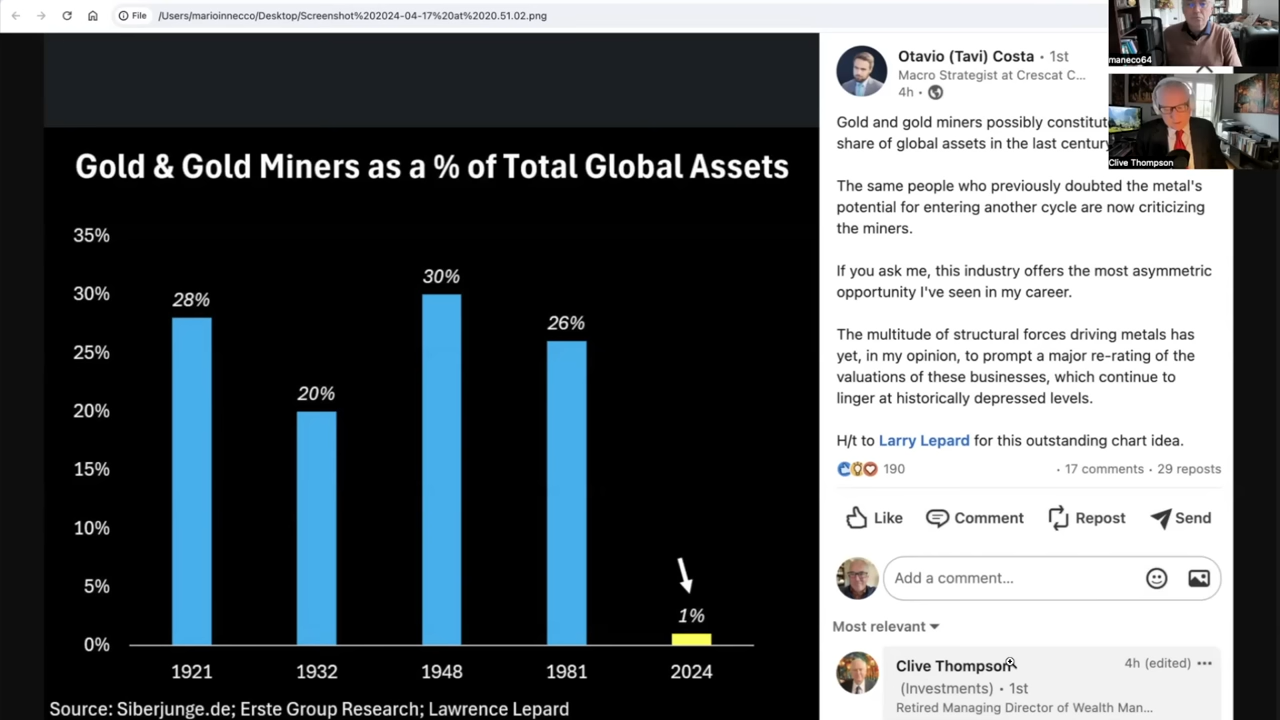 File
/Users/marioinnecco/Desktop/Screenshot%202024-04-17%20at%2020.51.02.png
maneco64
Clive Thompson
Gold & Gold Miners as a % of Total Global Assets
35%
30%
25%
20%
15%
10%
5%
0%
28%
20%
30%
26%
1%
1921 1932 1948 1981 2024
Source: Siberjunge.de; Erste Group Research; Lawrence Lepard
Otavio (Tavi) Costa • 1st
Macro Strategist at Crescat C...
4h •
Gold and gold miners possibly
share of global assets in the last century
The same people who previously doubted the metal's
potential for entering another cycle are now criticizing
the miners.
If you ask me, this industry offers the most asymmetric
opportunity I've seen in my career.
The multitude of structural forces driving metals has
yet, in my opinion, to prompt a major re-rating of the
valuations of these businesses, which continue to
linger at historically depressed levels.
H/t to Larry Lepard for this outstanding chart idea.
190
• 17 comments • 29 reposts
Like Comment Repost Send
Add a comment...
Most relevant
Clive Thompson
4h (edited) •••
(Investments) • 1st
Retired Managing Director of Wealth Man...